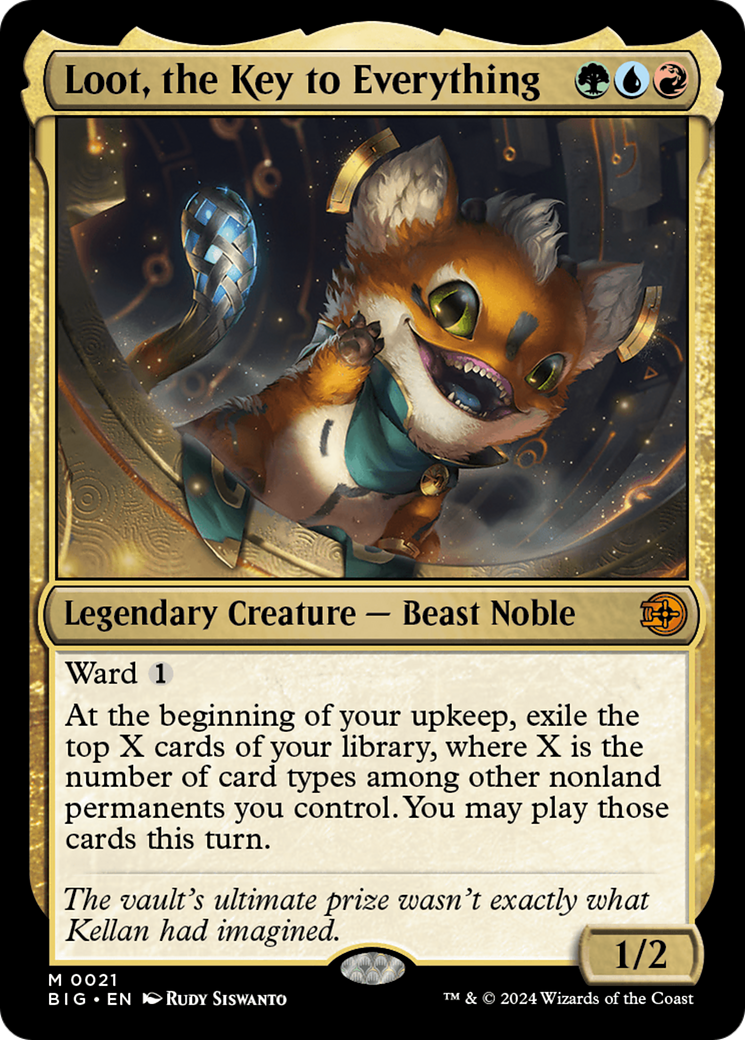 Loot, the Key to Everything
Legendary Creature — Beast Noble
Ward 1
At the beginning of your upkeep, exile the
top X cards of your library, where X is the
number of card types among other nonland
permanents you control. You may play those
cards this turn.
The vault's ultimate prize wasn't exactly what
Kellan had imagined.
1/2
M 0021
BIG • EN Rudy Siswanto
™ & © 2024 Wizards of the Coast